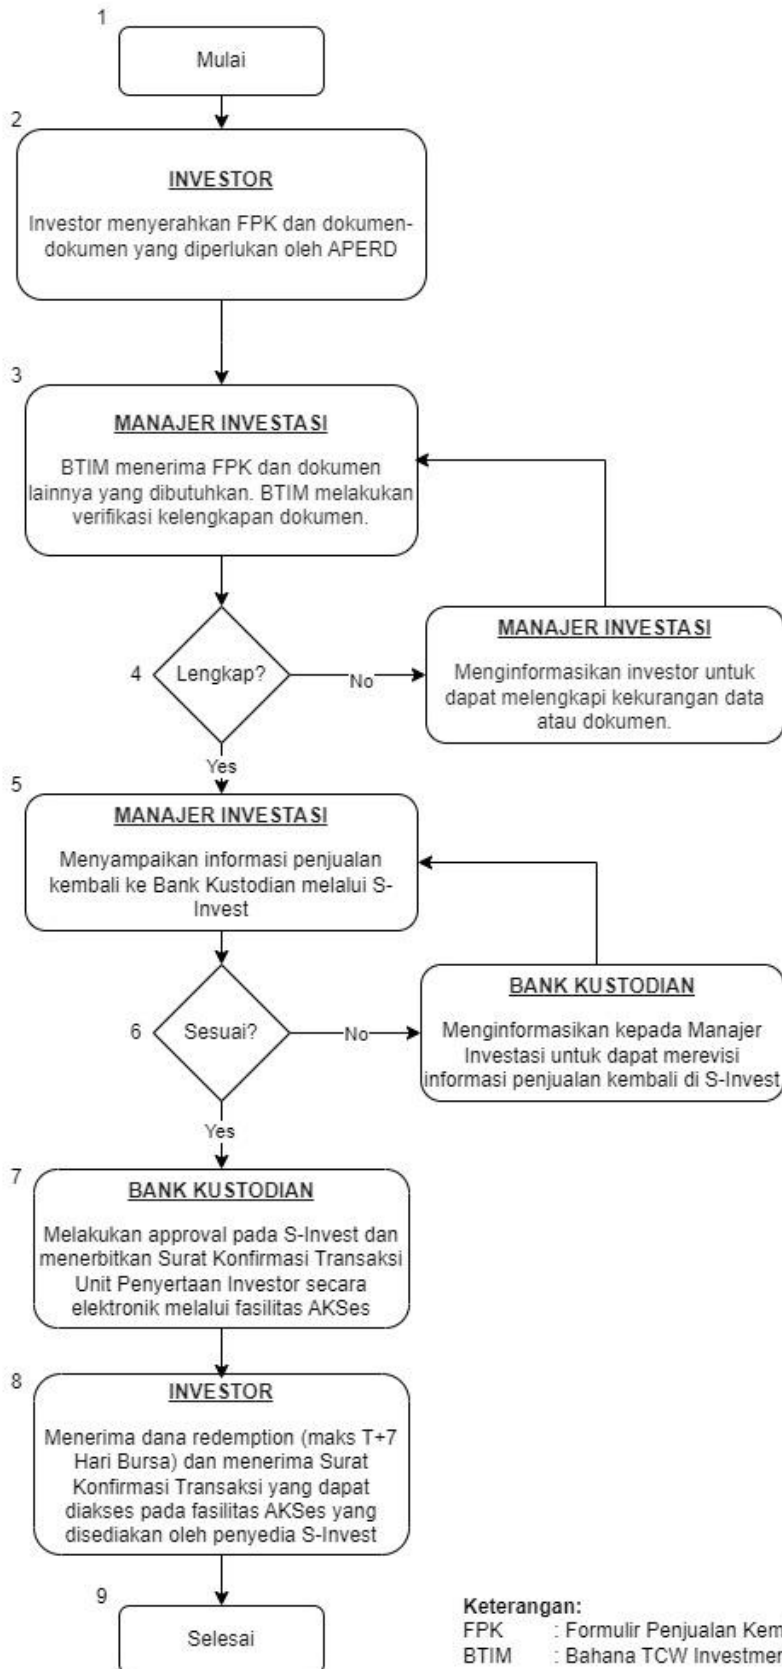 1
Mulai
2
INVESTOR
Investor menyerahkan FPK dan dokumen-
dokumen yang diperlukan oleh APERD
3
MANAJER INVESTASI
BTIM menerima FPK dan dokumen
lainnya yang dibutuhkan. BTIM melakukan
verifikasi kelengkapan dokumen.
4
Lengkap?
No
MANAJER INVESTASI
Menginformasikan investor untuk
dapat melengkapi kekurangan data
atau dokumen.
Yes
5
MANAJER INVESTASI
Menyampaikan informasi penjualan
kembali ke Bank Kustodian melalui S-
Invest
6
Sesuai?
No
BANK KUSTODIAN
Menginformasikan kepada Manajer
Investasi untuk dapat merevisi
informasi penjualan kembali di S-Invest
Yes
7
BANK KUSTODIAN
Melakukan approval pada S-Invest dan
menerbitkan Surat Konfirmasi Transaksi
Unit Penyertaan Investor secara
elektronik melalui fasilitas AKSes
8
INVESTOR
Menerima dana redemption (maks T+7
Hari Bursa) dan menerima Surat
Konfirmasi Transaksi yang dapat
diakses pada fasilitas AKSes yang
disediakan oleh penyedia S-Invest
9
Selesai
Keterangan:
FPK : Formulir Penjualan Kem
BTIM : Bahana TCW Investmen